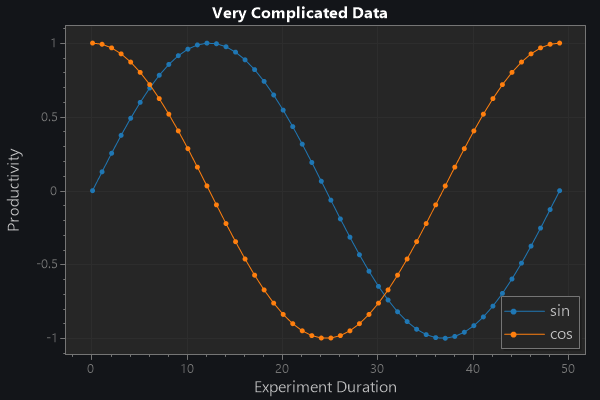 Very Complicated Data
Productivity
1
0.5
0
-0.5
-1
sin
cos
0
10
20
30
40
50
Experiment Duration